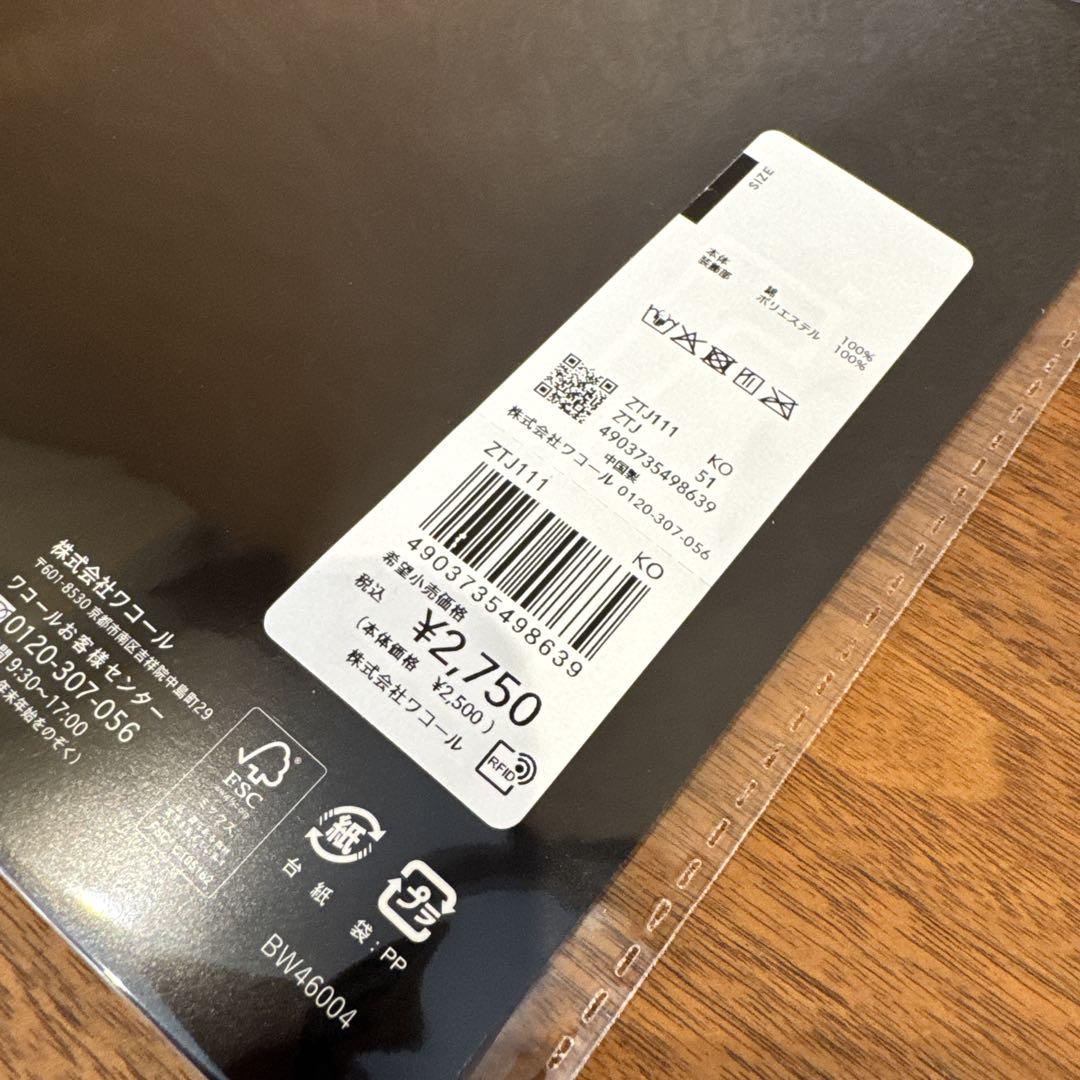 SIZE
本体 綿 100%
装飾部 ポリエステル 100%
ZTJ111 KO
ZTJ 51
4903735498639
中国製
株式会社ワコール 0120-307-056
ZTJ111 KO
4903735498639
希望小売価格
税込 ¥2,750
(本体価格 ¥2,500)
株式会社ワコール
RFID
株式会社ワコール
〒601-8530 京都市南区吉祥院中島町29
ワコールお客様センター
0120-307-056
9:30~17:00
年末年始をのぞく)
FSC
ミックス
紙
台紙
プラ
袋:PP
BW46004